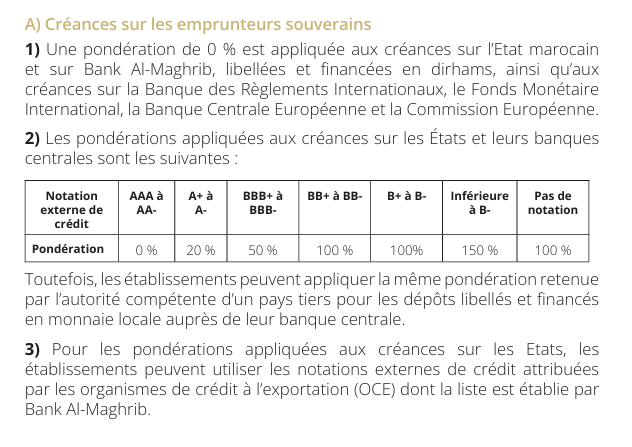 A) Créances sur les emprunteurs souverains
1) Une pondération de 0 % est appliquée aux créances sur l’Etat marocain
et sur Bank Al-Maghrib, libellées et financées en dirhams, ainsi qu’aux
créances sur la Banque des Règlements Internationaux, le Fonds Monétaire
International, la Banque Centrale Européenne et la Commission Européenne.
2) Les pondérations appliquées aux créances sur les États et leurs banques
centrales sont les suivantes :
Notation externe de crédit | AAA à AA- | A+ à A- | BBB+ à BBB- | BB+ à BB- | B+ à B- | Inférieure à B- | Pas de notation
Pondération | 0 % | 20 % | 50 % | 100 % | 100% | 150 % | 100 %
Toutefois, les établissements peuvent appliquer la même pondération retenue
par l’autorité compétente d’un pays tiers pour les dépôts libellés et financés
en monnaie locale auprès de leur banque centrale.
3) Pour les pondérations appliquées aux créances sur les Etats, les
établissements peuvent utiliser les notations externes de crédit attribuées
par les organismes de crédit à l’exportation (OCE) dont la liste est établie par
Bank Al-Maghrib.